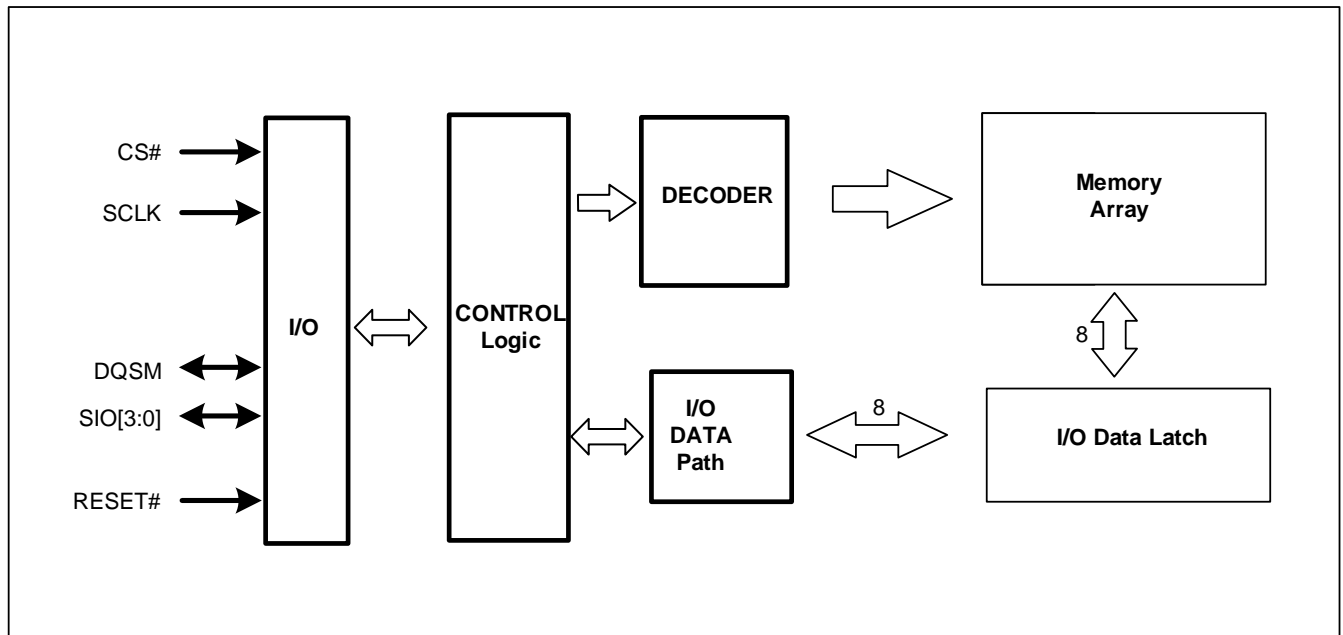 CS#
SCLK
DQSM
SIO[3:0]
RESET#
I/O
CONTROL
Logic
DECODER
I/O
DATA
Path
8
Memory
Array
8
I/O Data Latch